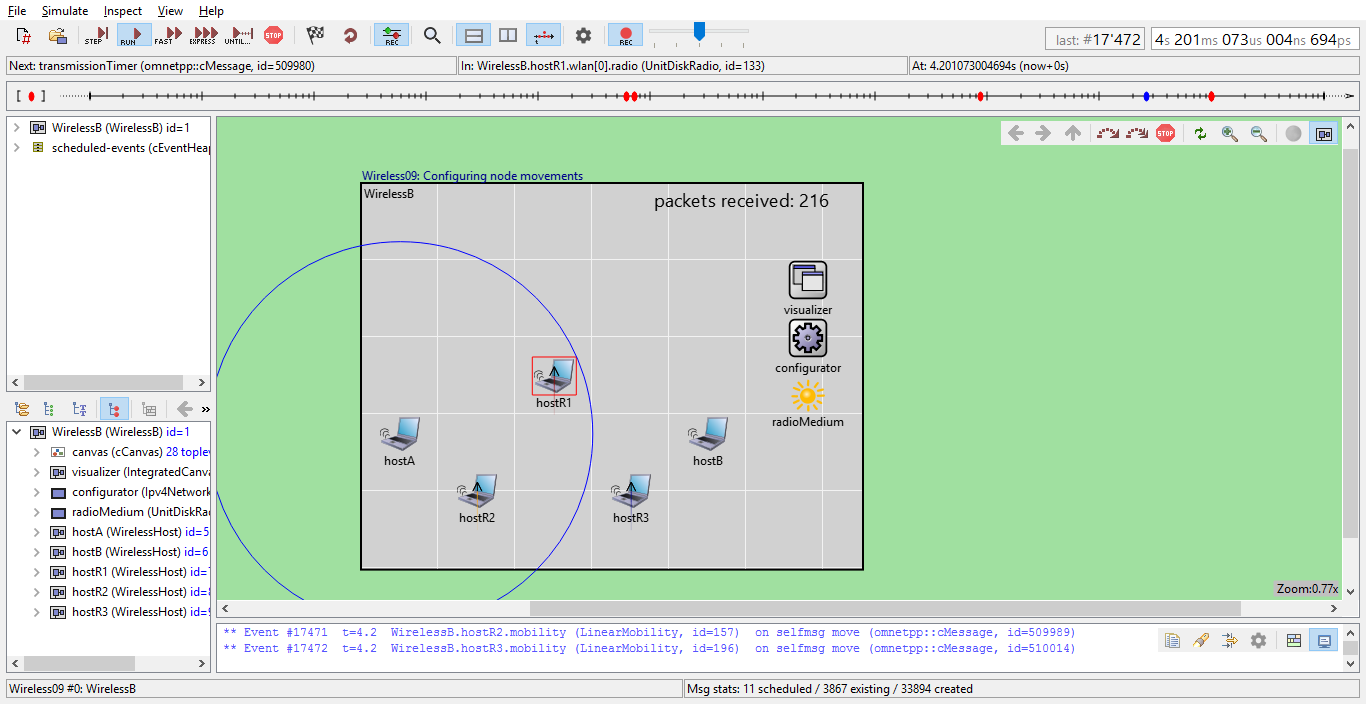 File Simulate Inspect View Help
STEP RUN FAST EXPRESS UNTIL... STOP REC REC
last: #17'472 4s 201ms 073us 004ns 694ps
Next: transmissionTimer (omnetpp::cMessage, id=509980)
In: WirelessB.hostR1.wlan[0].radio (UnitDiskRadio, id=133)
At: 4.201073004694s (now+0s)
WirelessB (WirelessB) id=1
scheduled-events (cEventHeap
STOP
Wireless09: Configuring node movements
WirelessB
packets received: 216
visualizer
configurator
radioMedium
hostR1
hostA
hostB
hostR2
hostR3
Zoom:0.77x
WirelessB (WirelessB) id=1
canvas (cCanvas) 28 toplev
visualizer (IntegratedCanva
configurator (Ipv4Network
radioMedium (UnitDiskRad
hostA (WirelessHost) id=5
hostB (WirelessHost) id=6
hostR1 (WirelessHost) id=
hostR2 (WirelessHost) id=
hostR3 (WirelessHost) id=
** Event #17471 t=4.2 WirelessB.hostR2.mobility (LinearMobility, id=157) on selfmsg move (omnetpp::cMessage, id=509989)
** Event #17472 t=4.2 WirelessB.hostR3.mobility (LinearMobility, id=196) on selfmsg move (omnetpp::cMessage, id=510014)
Wireless09 #0: WirelessB
Msg stats: 11 scheduled / 3867 existing / 33894 created